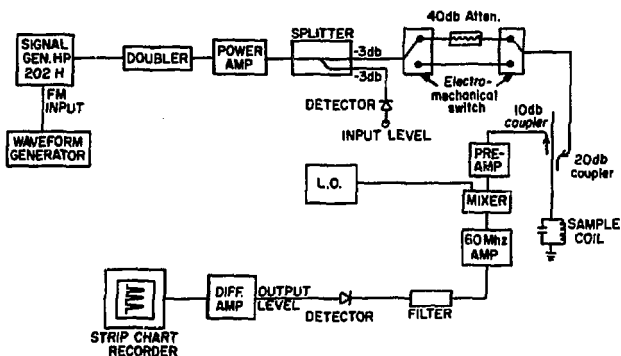 SIGNAL
GEN. HP
202 H
DOUBLER
POWER
AMP
SPLITTER
-3db
-3db
40db Atten.
Electro-
mechanical
switch
DETECTOR
INPUT LEVEL
FM
INPUT
WAVEFORM
GENERATOR
10db
coupler
20db
coupler
PRE-
AMP
L.O.
MIXER
60Mhz
AMP
SAMPLE
COIL
STRIP CHART
RECORDER
DIFF.
AMP
OUTPUT
LEVEL
DETECTOR
FILTER